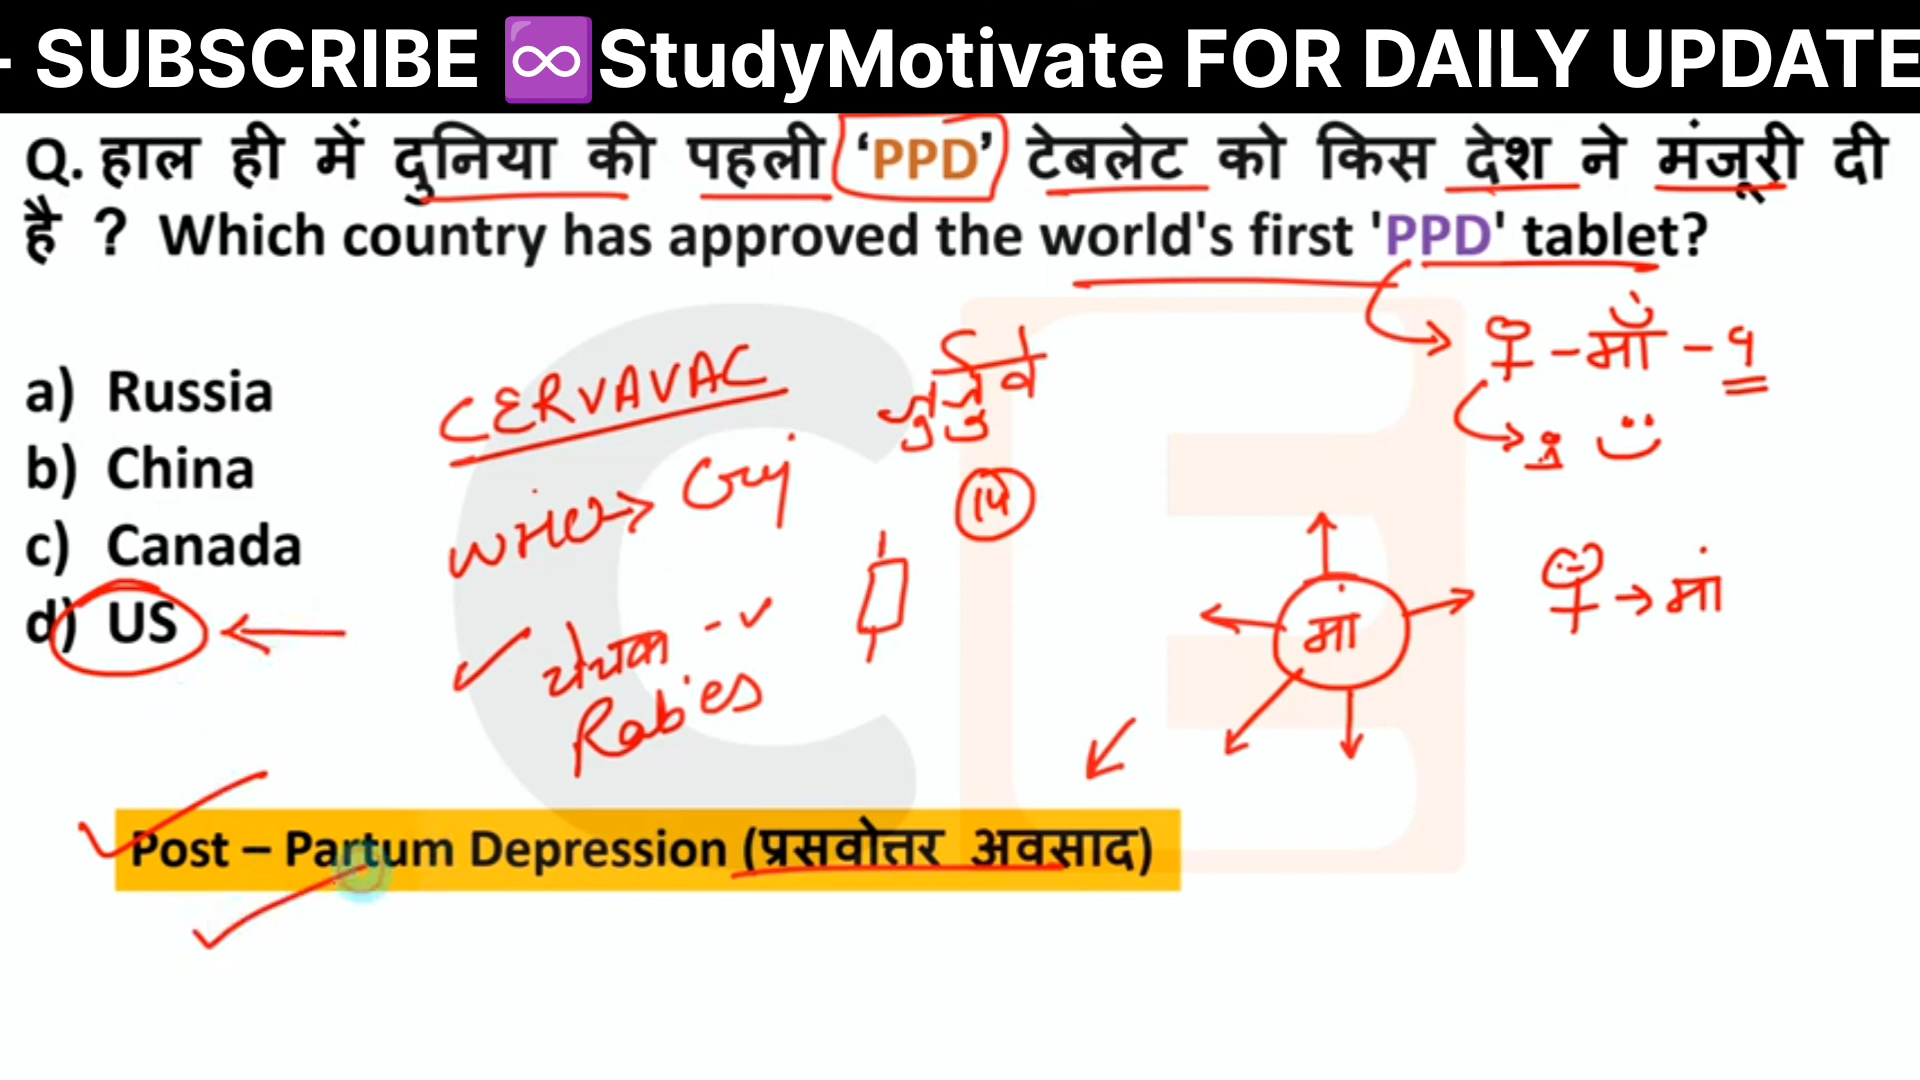 - SUBSCRIBE ♾️StudyMotivate FOR DAILY UPDATE
Q. हाल ही में दुनिया की पहली ‘PPD’ टेबलेट को किस देश ने मंजूरी दी
है ? Which country has approved the world's first 'PPD' tablet?
a) Russia
b) China
c) Canada
d) US
CERVAVAC
14
माँ
मां
मां
Rabies
Post – Partum Depression (प्रसवोत्तर अवसाद)